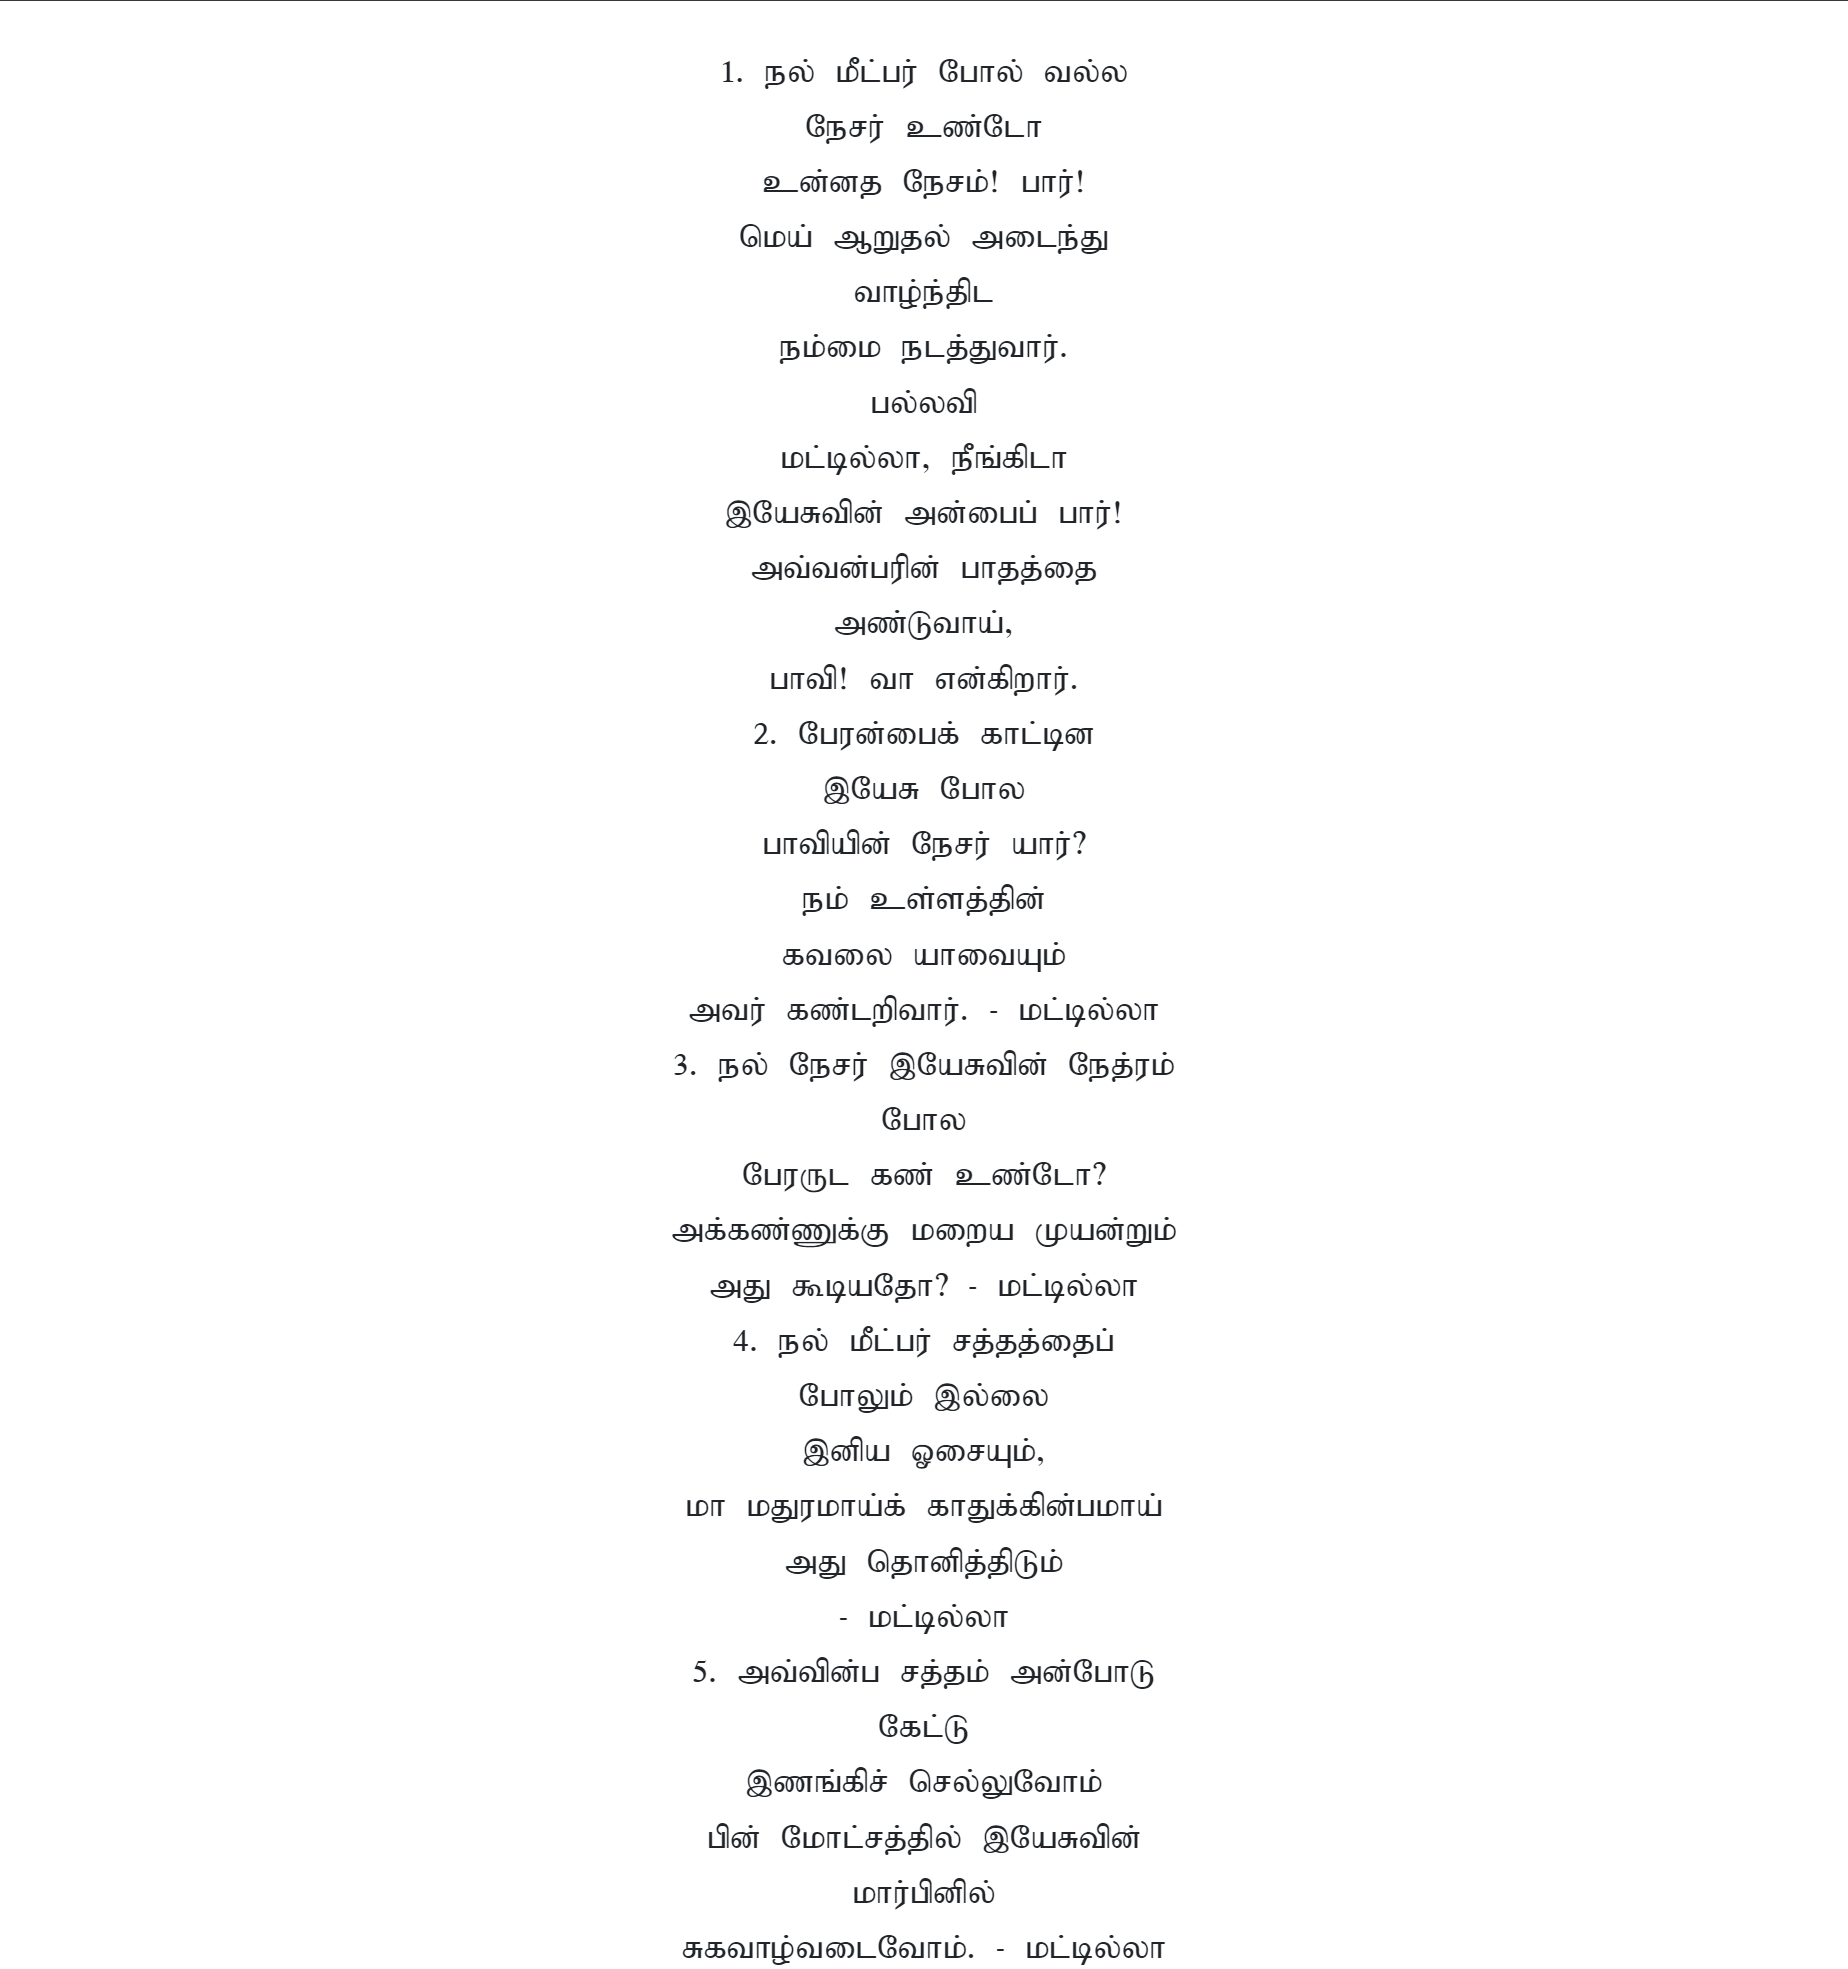 1. நல் மீட்பர் போல் வல்ல
நேசர் உண்டோ
உன்னத நேசம்! பார்!
மெய் ஆறுதல் அடைந்து
வாழ்ந்திட
நம்மை நடத்துவார்.
பல்லவி
மட்டில்லா, நீங்கிடா
இயேசுவின் அன்பைப் பார்!
அவ்வன்பரின் பாதத்தை
அண்டுவாய்,
பாவி! வா என்கிறார்.
2. பேரன்பைக் காட்டின
இயேசு போல
பாவியின் நேசர் யார்?
நம் உள்ளத்தின்
கவலை யாவையும்
அவர் கண்டறிவார். - மட்டில்லா
3. நல் நேசர் இயேசுவின் நேத்ரம்
போல
பேரருட கண் உண்டோ?
அக்கண்ணுக்கு மறைய முயன்றும்
அது கூடியதோ? - மட்டில்லா
4. நல் மீட்பர் சத்தத்தைப்
போலும் இல்லை
இனிய ஓசையும்,
மா மதுரமாய்க் காதுக்கின்பமாய்
அது தொனித்திடும்
- மட்டில்லா
5. அவ்வின்ப சத்தம் அன்போடு
கேட்டு
இணங்கிச் செல்லுவோம்
பின் மோட்சத்தில் இயேசுவின்
மார்பினில்
சுகவாழ்வடைவோம். - மட்டில்லா